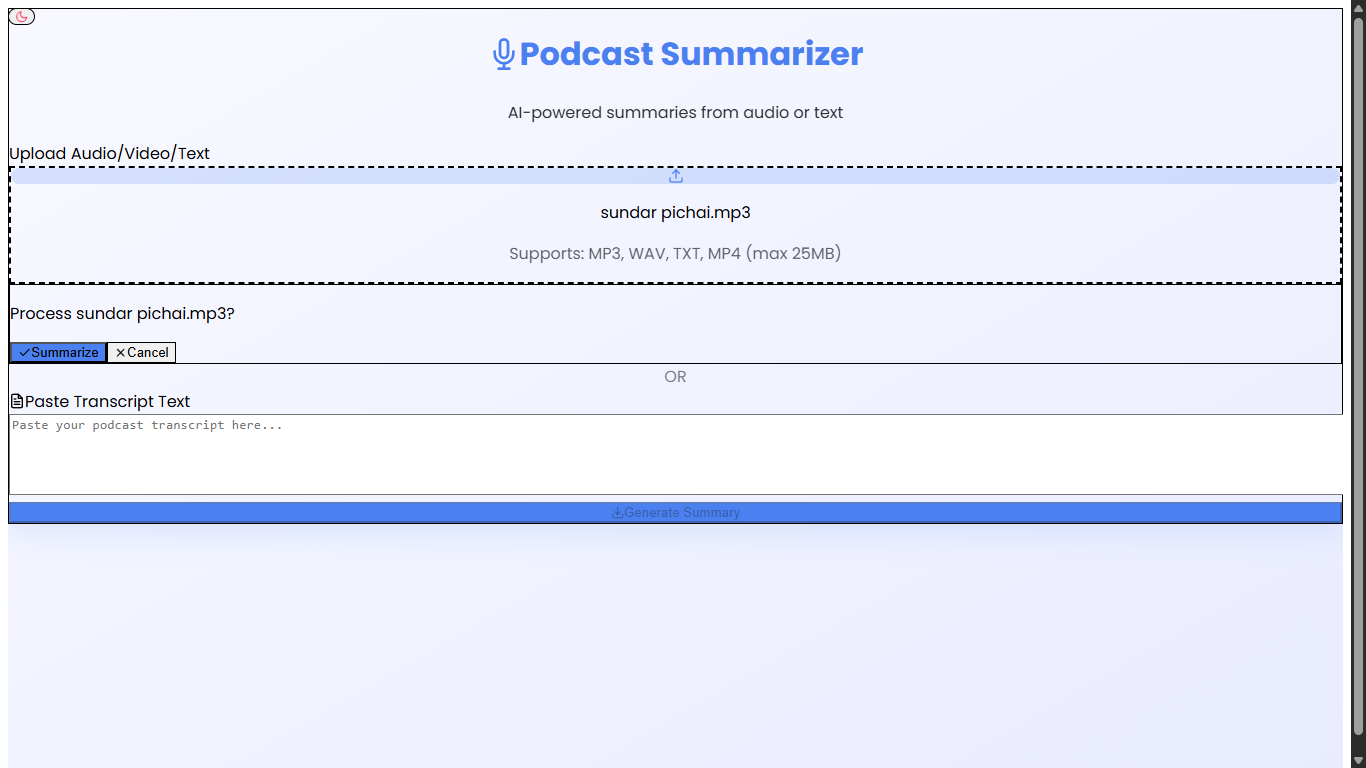 Podcast Summarizer
AI-powered summaries from audio or text
Upload Audio/Video/Text
sundar pichai.mp3
Supports: MP3, WAV, TXT, MP4 (max 25MB)
Process sundar pichai.mp3?
Summarize Cancel
OR
Paste Transcript Text
Paste your podcast transcript here...
Generate Summary